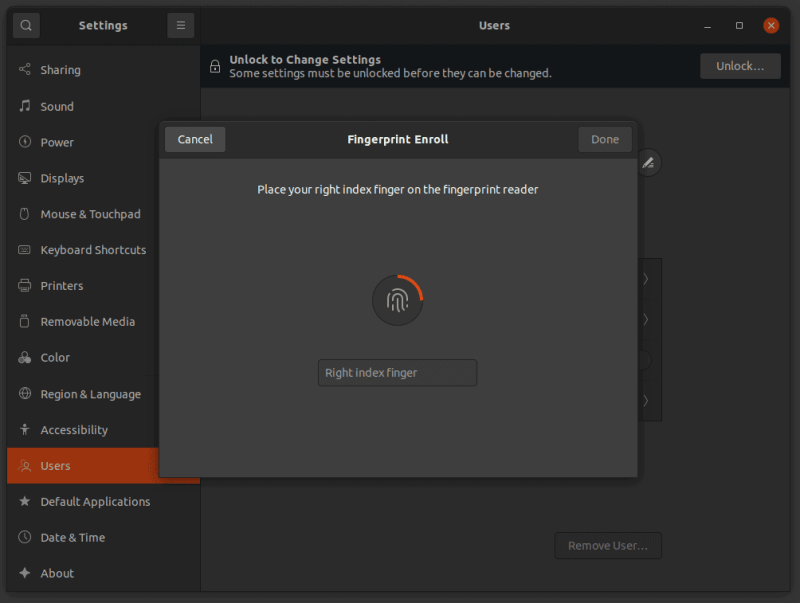 Settings
Users
Unlock to Change Settings
Some settings must be unlocked before they can be changed.
Unlock...
Sharing
Sound
Power
Displays
Mouse & Touchpad
Keyboard Shortcuts
Printers
Removable Media
Color
Region & Language
Accessibility
Users
Default Applications
Date & Time
About
Cancel
Fingerprint Enroll
Done
Place your right index finger on the fingerprint reader
Right index finger
Remove User...